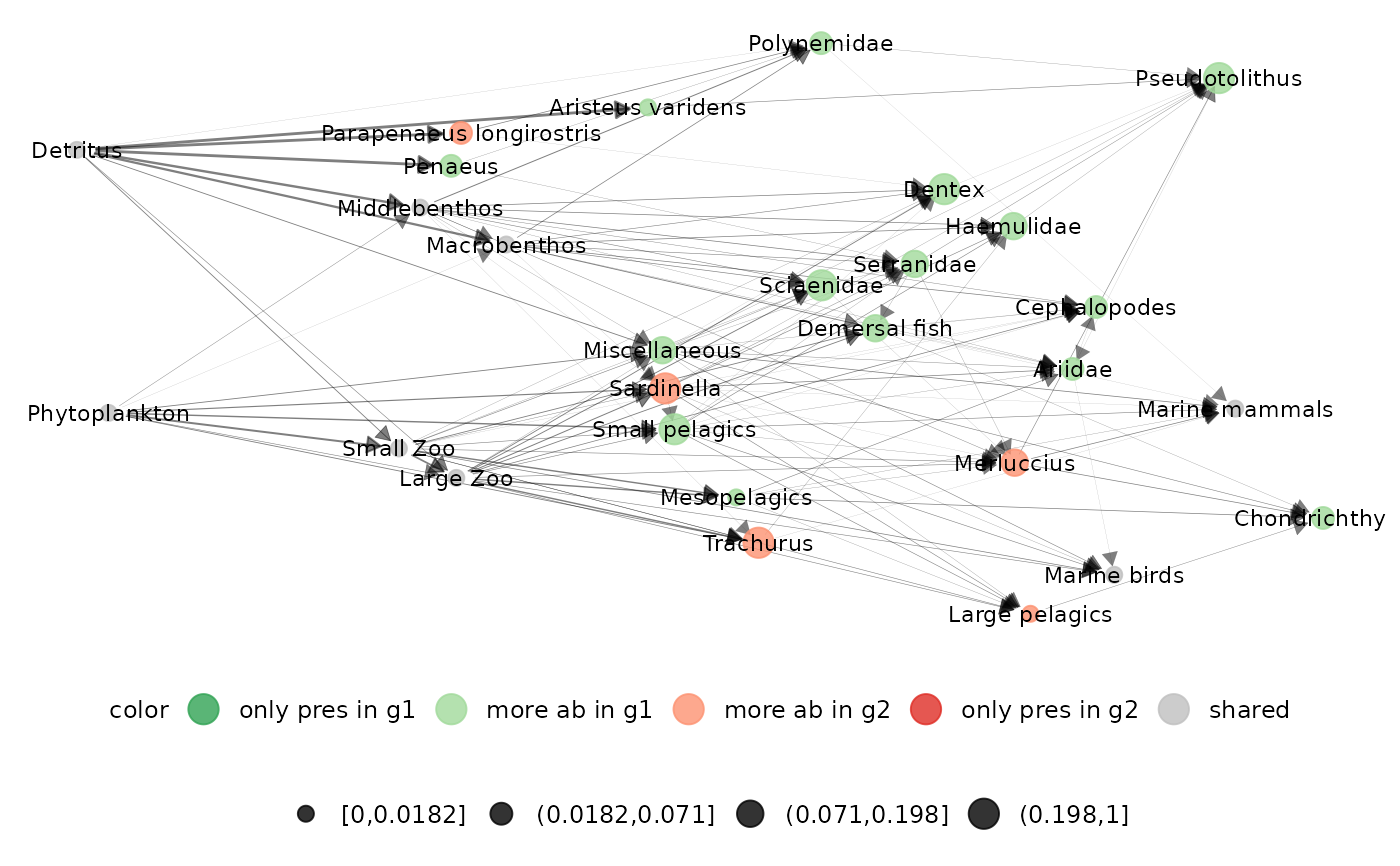 Polynemidae
Pseudotolithus
Aristeus varidens
Parapenaeus longirostris
Detritus
Penaeus
Dentex
Middlebenthos
Haemulidae
Macrobenthos
Serranidae
Sciaenidae
Cephalopodes
Demersal fish
Miscellaneous
Ariidae
Sardinella
Marine mammals
Phytoplankton
Small pelagics
Small Zoo
Merluccius
Large Zoo
Mesopelagics
Chondrichthy
Trachurus
Marine birds
Large pelagics
color only pres in g1 more ab in g1 more ab in g2 only pres in g2 shared
[0,0.0182] (0.0182,0.071] (0.071,0.198] (0.198,1]